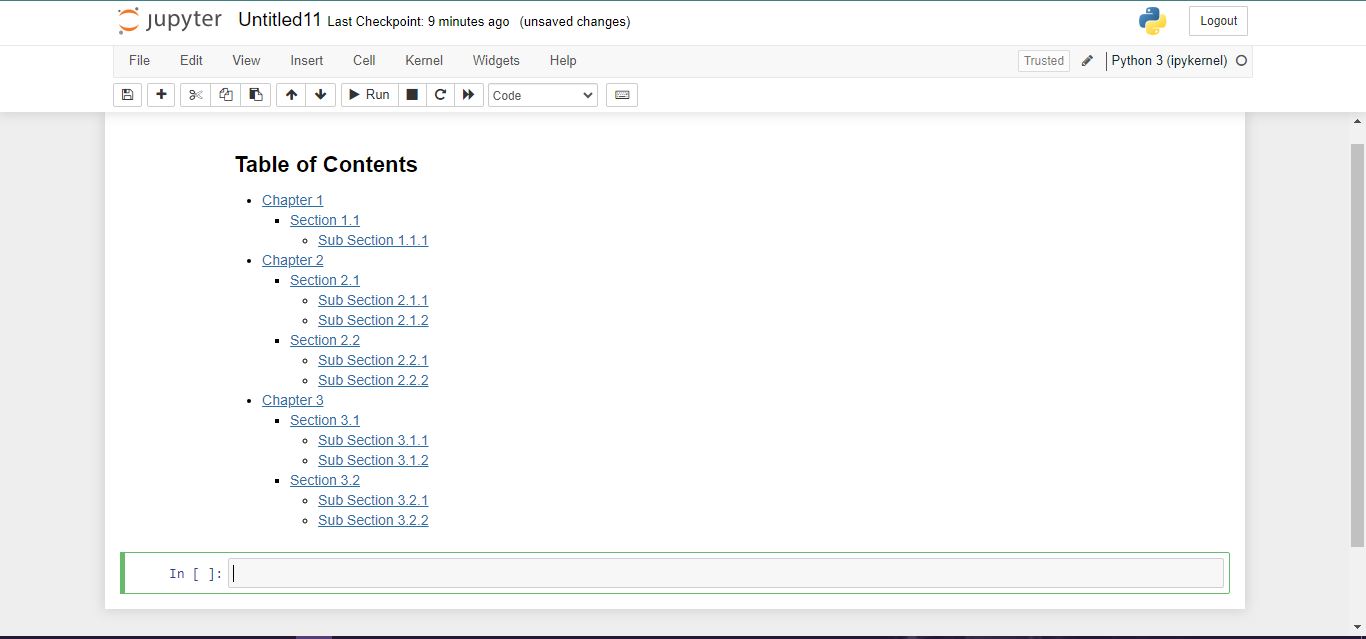 jupyter Untitled11 Last Checkpoint: 9 minutes ago (unsaved changes) Logout
File Edit View Insert Cell Kernel Widgets Help Trusted Python 3 (ipykernel)
Run Code
Table of Contents
Chapter 1
Section 1.1
Sub Section 1.1.1
Chapter 2
Section 2.1
Sub Section 2.1.1
Sub Section 2.1.2
Section 2.2
Sub Section 2.2.1
Sub Section 2.2.2
Chapter 3
Section 3.1
Sub Section 3.1.1
Sub Section 3.1.2
Section 3.2
Sub Section 3.2.1
Sub Section 3.2.2
In [ ]: